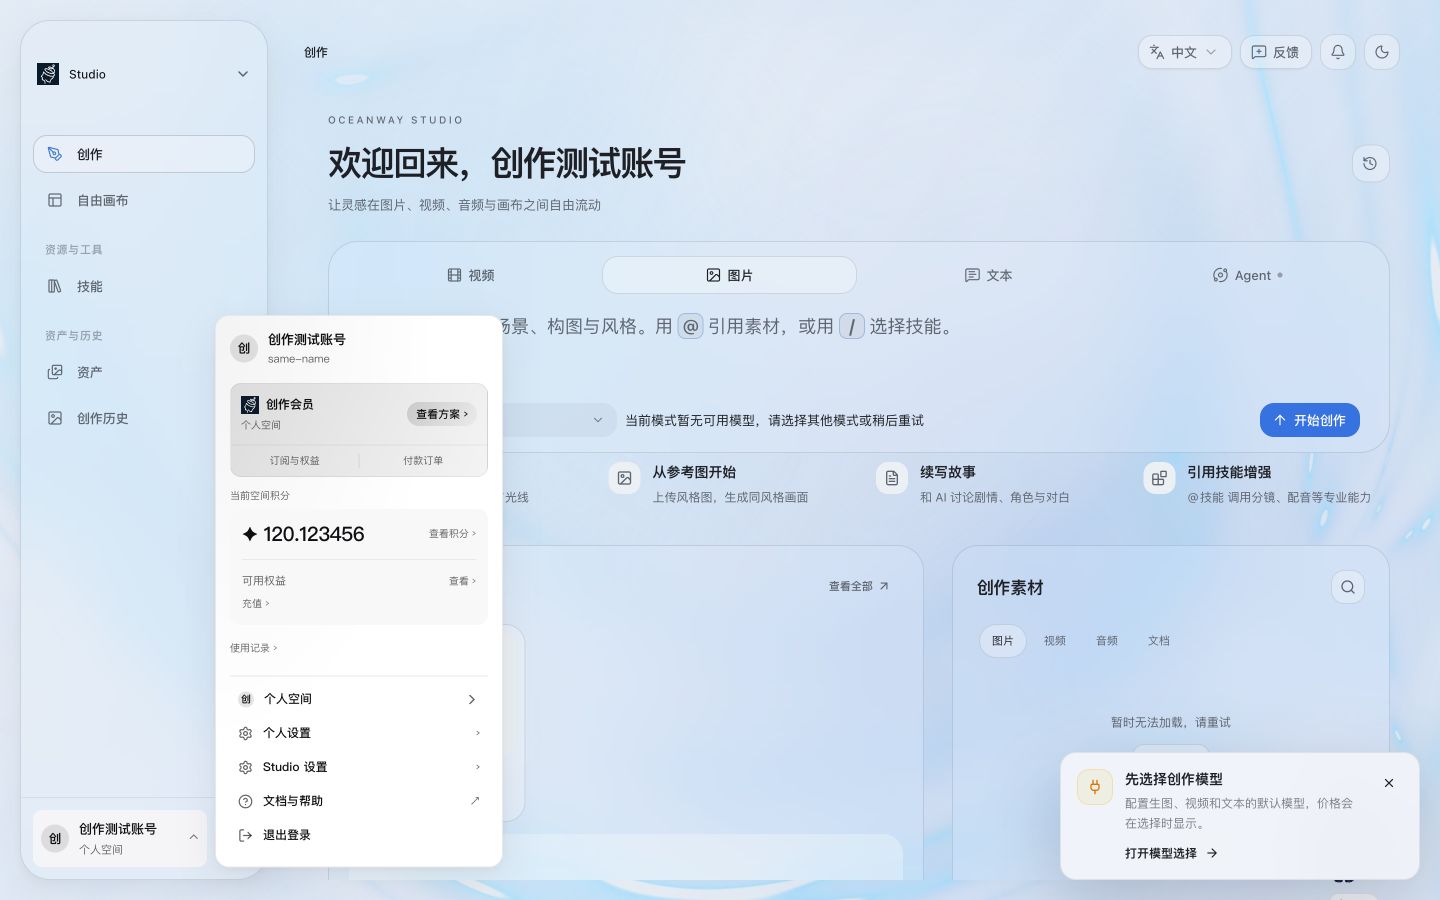 Studio
创作
自由画布
资源与工具
技能
资产与历史
资产
创作历史
创作测试账号
个人空间
创作
中文
反馈
OCEANWAY STUDIO
欢迎回来，创作测试账号
让灵感在图片、视频、音频与画布之间自由流动
视频
图片
文本
Agent
场景、构图与风格。用 @ 引用素材，或用 / 选择技能。
当前模式暂无可用模型，请选择其他模式或稍后重试
开始创作
光线
从参考图开始
上传风格图，生成同风格画面
续写故事
和 AI 讨论剧情、角色与对白
引用技能增强
@技能 调用分镜、配音等专业能力
查看全部
创作素材
图片
视频
音频
文档
暂时无法加载，请重试
创
创作测试账号
same-name
创作会员
个人空间
查看方案 ›
订阅与权益
付款订单
当前空间积分
120.123456
查看积分 ›
可用权益
查看 ›
充值 ›
使用记录 ›
创
个人空间
个人设置
Studio 设置
文档与帮助
退出登录
创
先选择创作模型
配置生图、视频和文本的默认模型，价格会
在选择时显示。
打开模型选择